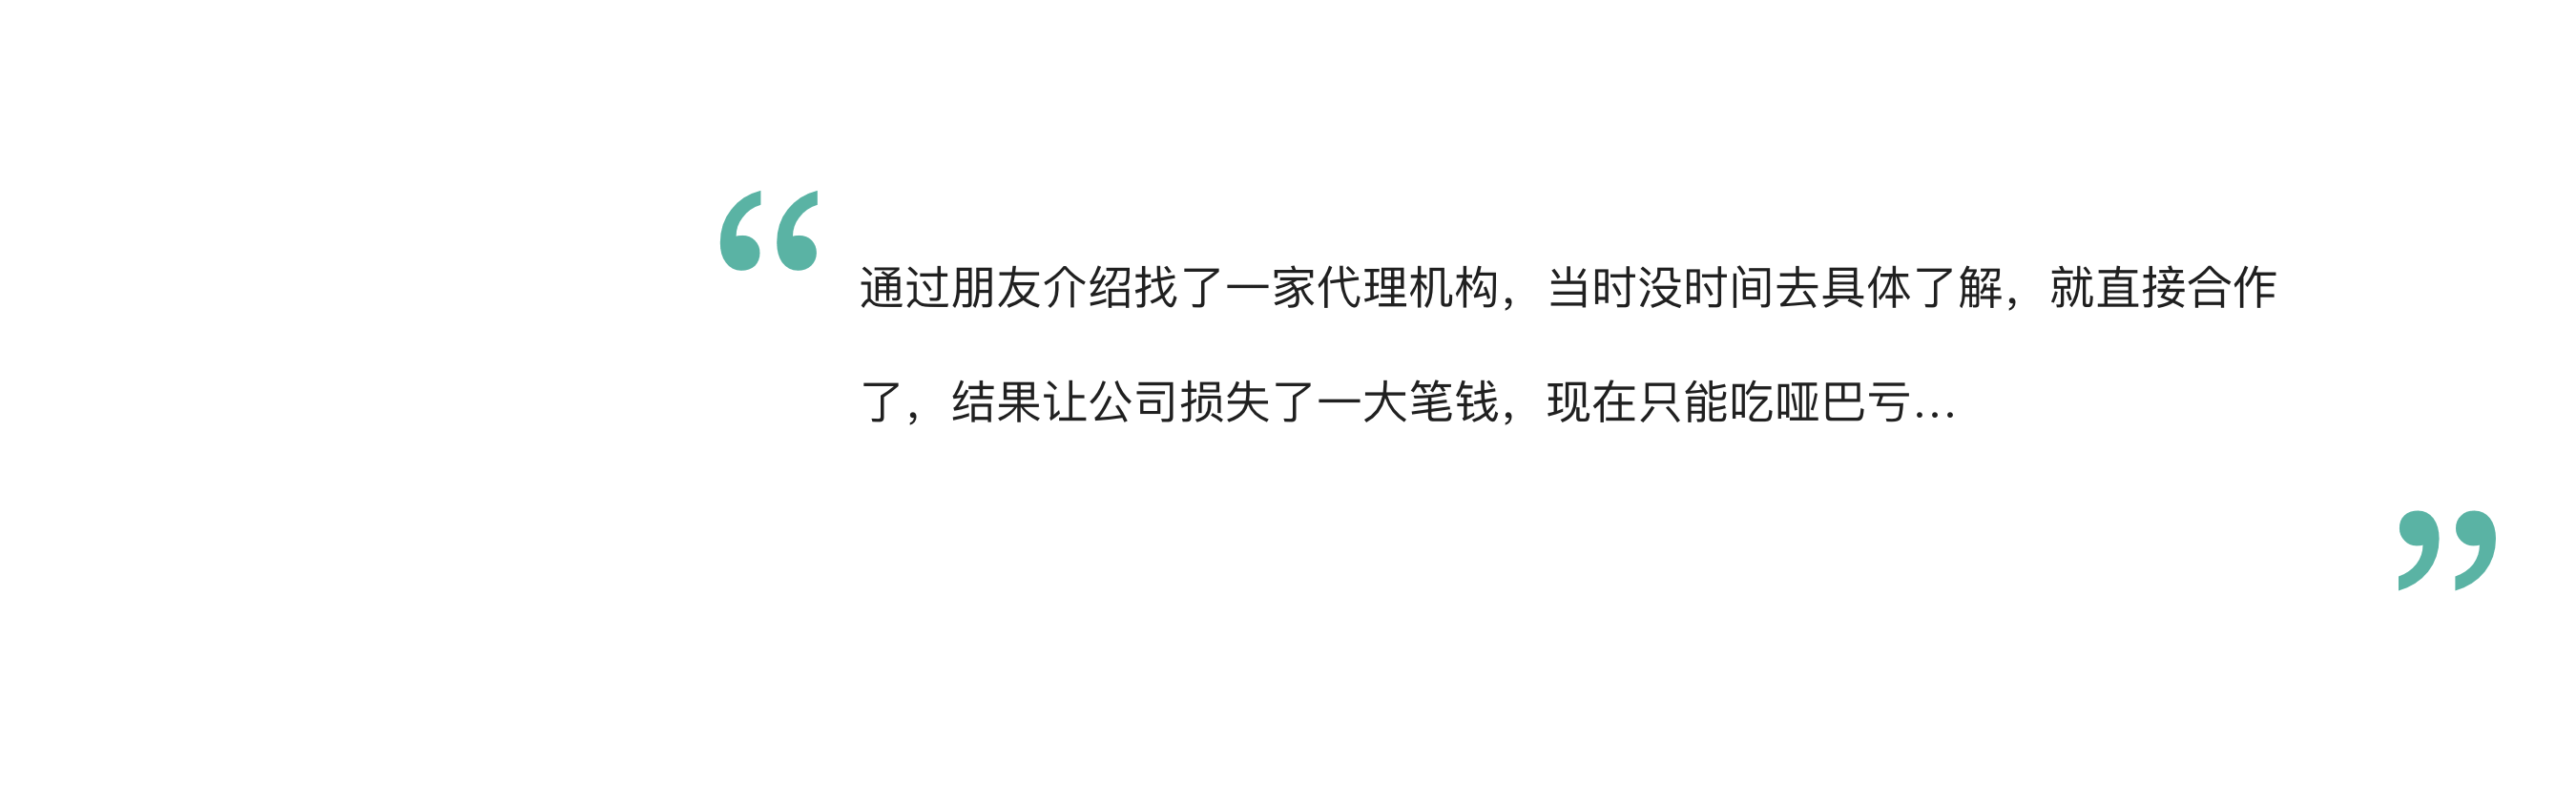 “通过朋友介绍找了一家代理机构，当时没时间去具体了解，就直接合作
了，结果让公司损失了一大笔钱，现在只能吃哑巴亏…
”